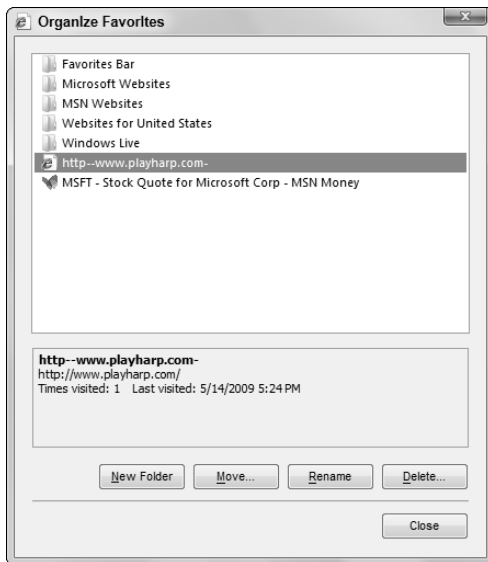 Organize Favorites
Favorites Bar
Microsoft Websites
MSN Websites
Websites for United States
Windows Live
http--www.playharp.com-
MSFT - Stock Quote for Microsoft Corp - MSN Money
http--www.playharp.com-
http://www.playharp.com/
Times visited: 1 Last visited: 5/14/2009 5:24 PM
New Folder Move... Rename Delete...
Close